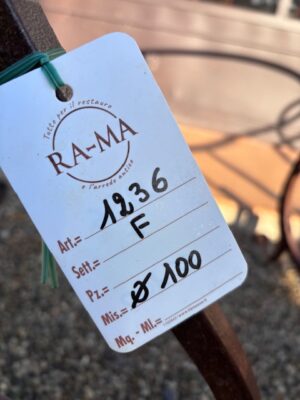 Tutto per il restauro
RA-MA
e l'arredo antico
Art.= 1236
Sett.= F
Pz.=
Mis.= ø 100
Mq. - Ml.=